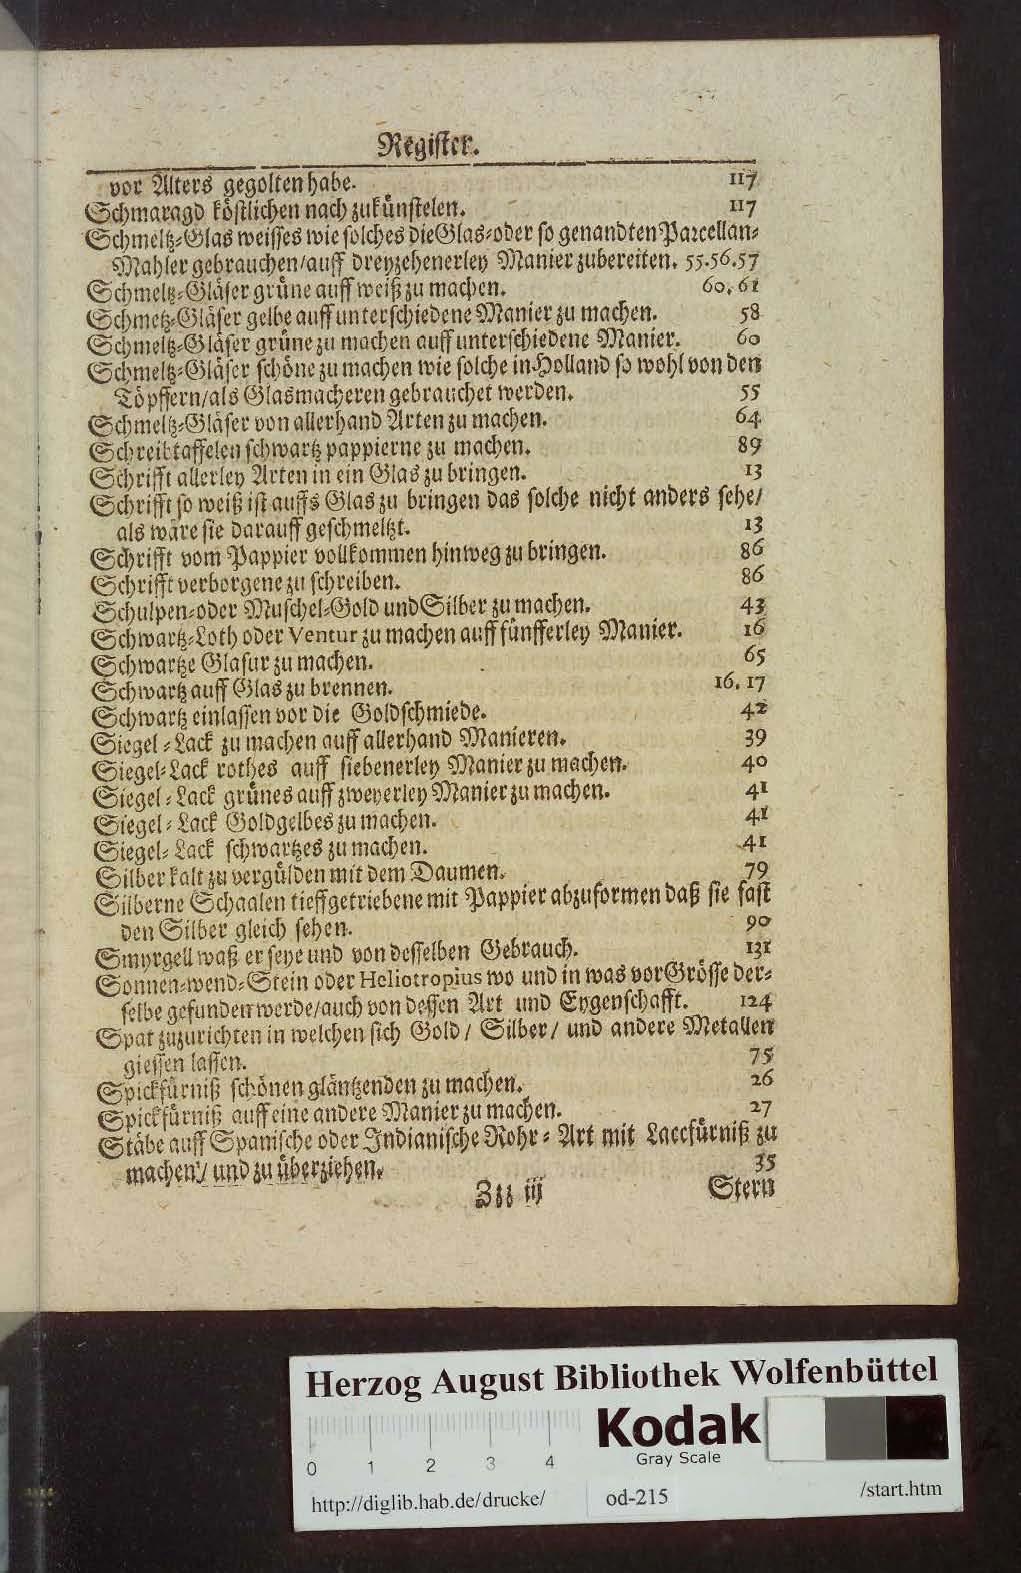 Register.
vor Alters gegolten habe. 117
Schmaragd köstlichen nach zukünstelen. 117
Schmeltz-Glas weisses wie solches die Glas-oder so genandten Parcellan-
Mahler gebrauchen/auff dreyzehenerley Manier zubereiten. 55.56.57
Schmeltz-Gläser grüne auff weiß zu machen. 60.61
Schmetz-Gläser gelbe auff unterschiedene Manier zu machen. 58
Schmeltz-Gläser grüne zu machen auff unterschiedene Manier. 60
Schmeltz-Gläser schöne zu machen wie solche in Holland so wohl von den
Töpffern/als Glasmacheren gebrauchet werden. 55
Schmeltz-Gläser von allerhand Arten zu machen. 64
Schreibtaffelen schwartz pappierne zu machen. 89
Schrifft allerley Arten in ein Glas zu bringen. 13
Schrifft so weiß ist auffs Glas zu bringen das solche nicht anders sehe/
als wäre sie darauff geschmeltzt. 13
Schrifft vom Pappier vollkommen hinweg zu bringen. 86
Schrifft verborgene zu schreiben. 86
Schulpen-oder Muschel-Gold und Silber zu machen. 43
Schwartz-Loth oder Ventur zu machen auff fünfferley Manier. 16
Schwartze Glasur zu machen. 65
Schwartz auff Glas zu brennen. 16. 17
Schwartz einlassen vor die Goldschmiede. 42
Siegel-Lack zu machen auff allerhand Manieren. 39
Siegel-Lack rothes auff siebenerley Manier zu machen. 40
Siegel-Lack grünes auff zweyerley Manier zu machen. 41
Siegel-Lack Goldgelbes zu machen. 41
Siegel-Lack schwartzes zu machen. 41
Silber kalt zu vergülden mit dem Daumen. 79
Silberne Schaalen tieffgetriebene mit Pappier abzuformen daß sie fast
den Silber gleich sehen. 90
Smyrgell waß er seye und von desselben Gebrauch. 131
Sonnen-wend-Stein oder Heliotropius wo und in was vor Grösse der-
selbe gefunden werde/auch von dessen Art und Eygenschafft. 124
Spat zuzurichten in welchen sich Gold/ Silber/ und andere Metallen
giessen lassen. 75
Spickfürniß schönen gläntzenden zu machen. 26
Spickfürniß auff eine andere Manier zu machen. 27
Stäbe auff Spanische oder Indianische Rohr-Art mit Laccfürniß zu
machen/ und zu überziehen. 35
Zzz iij Stern
Herzog August Bibliothek Wolfenbüttel
Kodak
Gray Scale
0 1 2 3 4
http://diglib.hab.de/drucke/ od-215 /start.htm